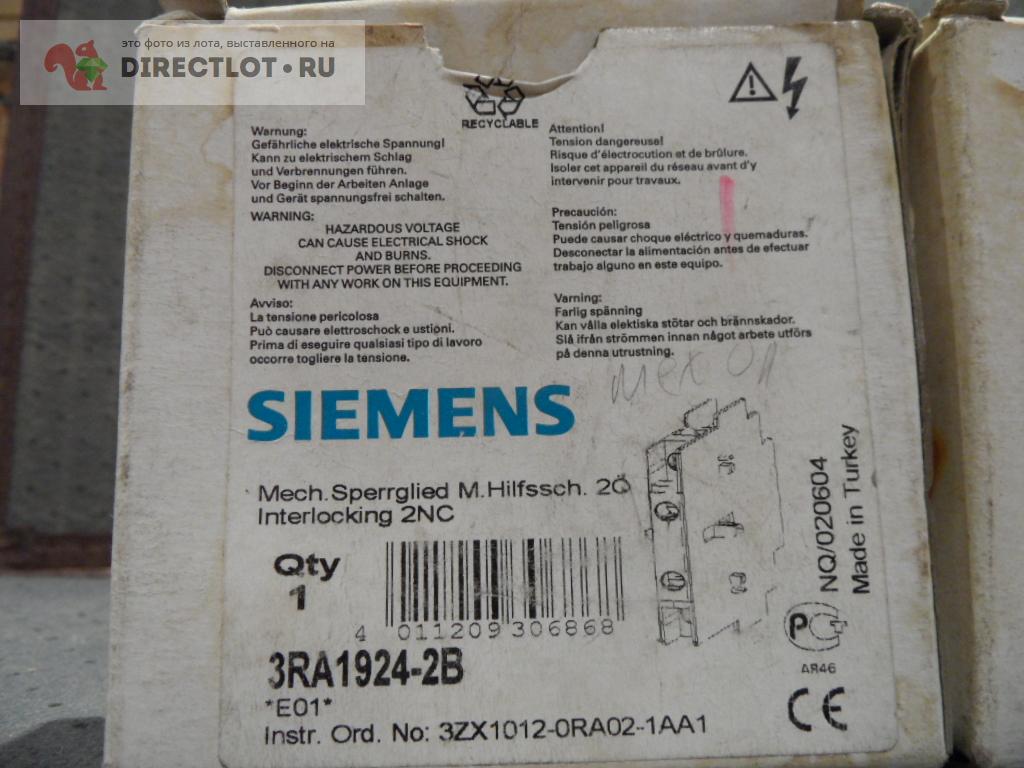 это фото из лота, выставленного на
DIRECTLOT.RU
RECYCLABLE
Warnung:
Gefährliche elektrische Spannung!
Kann zu elektrischem Schlag
und Verbrennungen führen.
Vor Beginn der Arbeiten Anlage
und Gerät spannungsfrei schalten.
WARNING:
HAZARDOUS VOLTAGE
CAN CAUSE ELECTRICAL SHOCK
AND BURNS.
DISCONNECT POWER BEFORE PROCEEDING
WITH ANY WORK ON THIS EQUIPMENT.
Avviso:
La tensione pericolosa
Può causare elettroschock e ustioni.
Prima di eseguire qualsiasi tipo di lavoro
occorre togliere la tensione.
Attention!
Tension dangereuse!
Risque d'électrocution et de brûlure.
Isoler cet appareil du réseau avant d'y
intervenir pour travaux.
Precaución:
Tensión peligrosa
Puede causar choque eléctrico y quemaduras.
Desconectar la alimentación antes de efectuar
trabajo alguno en este equipo.
Varning:
Farlig spänning
Kan vålla elektiska stötar och brännskador.
Slå ifrån strömmen innan något arbete utförs
på denna utrustning.
SIEMENS
Mech.Sperrglied M.Hilfssch. 2Ö
Interlocking 2NC
Qty
1
4 011209 306868
3RA1924-2B
*E01*
Instr. Ord. No: 3ZX1012-0RA02-1AA1
NQ/020604
Made in Turkey
P
AR46
CE